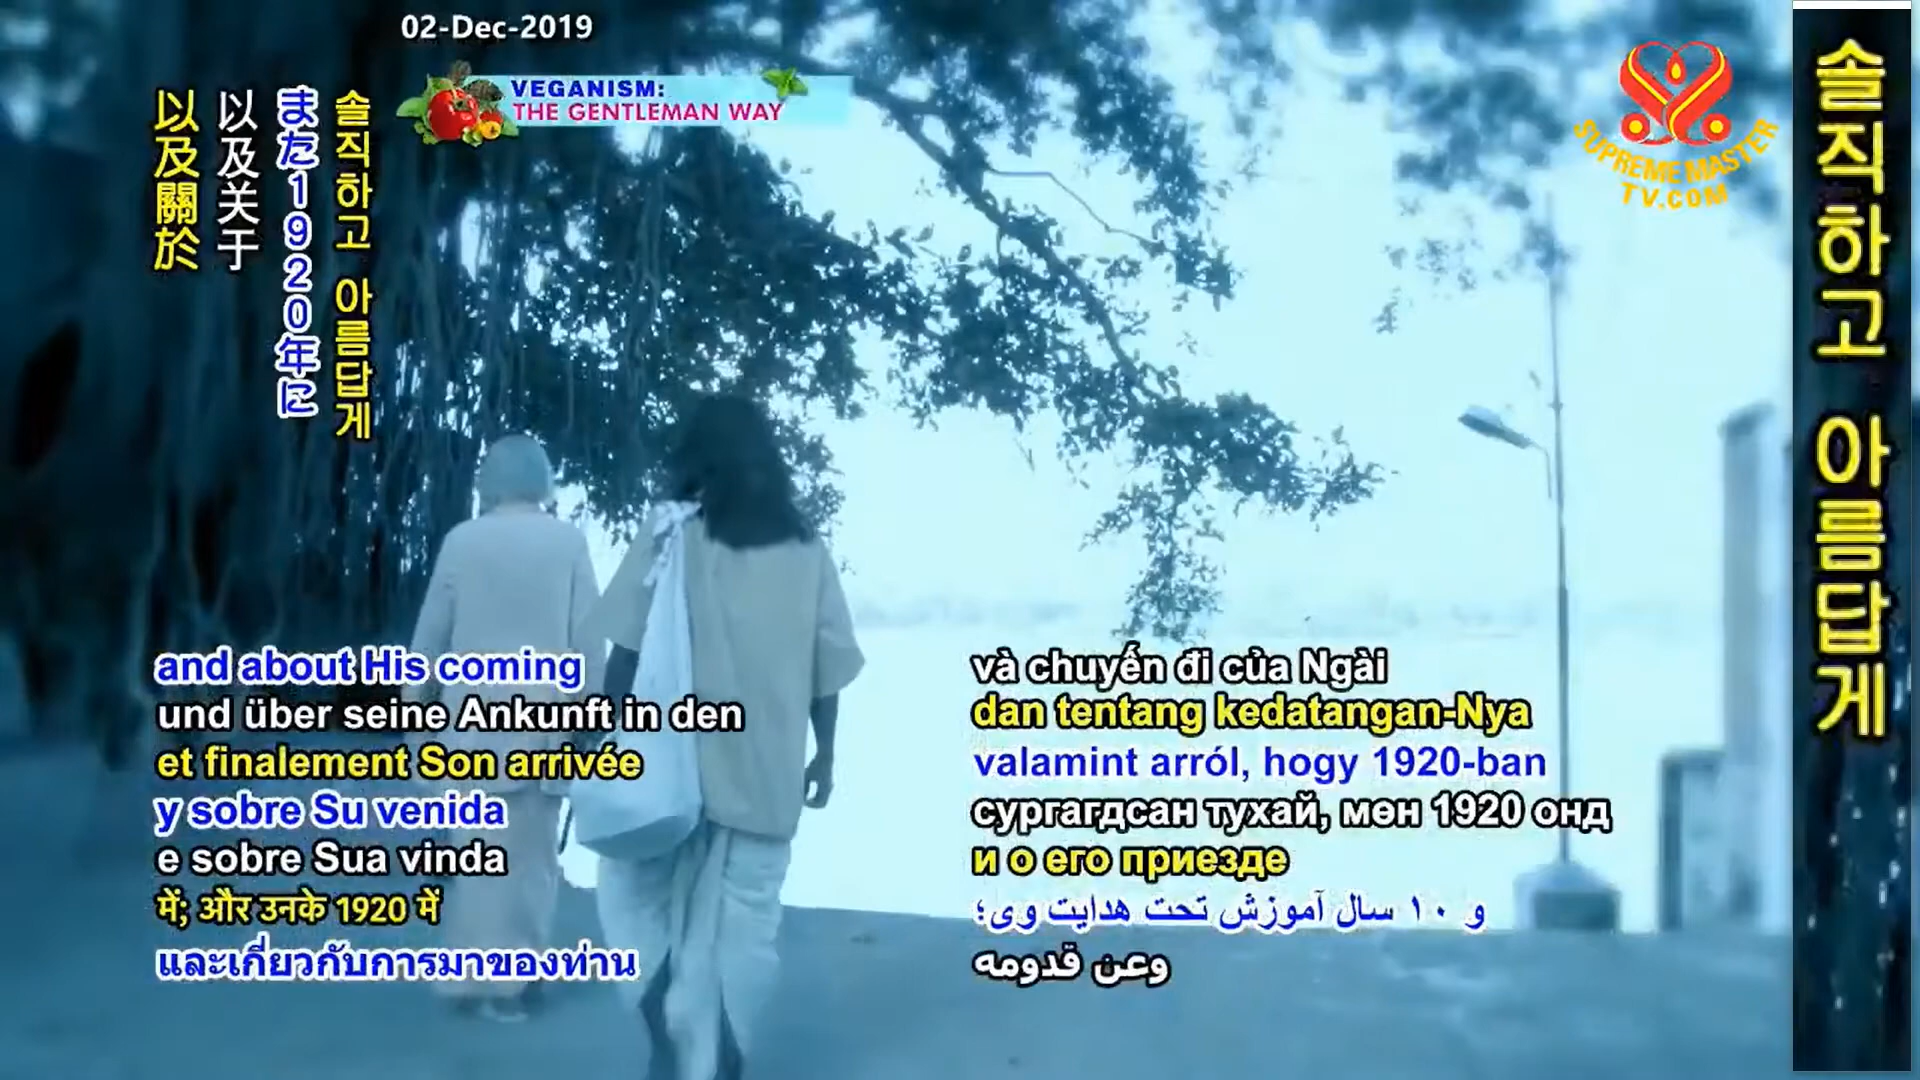 02-Dec-2019
VEGANISM:
THE GENTLEMAN WAY
SUPREME MASTER
TV.COM
솔직하고 아름답게
また1920年に
以及关于
以及關於
솔직하고 아름답게
and about His coming
und über seine Ankunft in den
et finalement Son arrivée
y sobre Su venida
e sobre Sua vinda
में; और उनके 1920 में
และเกี่ยวกับการมาของท่าน
và chuyến đi của Ngài
dan tentang kedatangan-Nya
valamint arról, hogy 1920-ban
сургагдсан тухай, мөн 1920 онд
и о его приезде
و ۱۰ سال آموزش تحت هدایت وی؛
وعن قدومه